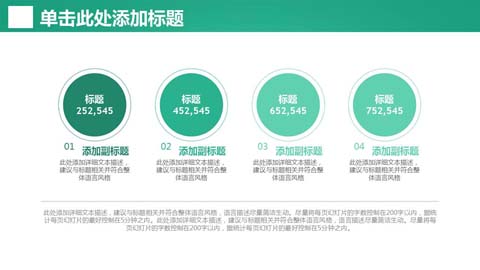 单击此处添加标题
标题
252,545
标题
452,545
标题
652,545
标题
752,545
01 添加副标题
此处添加详细文本描述，
建议与标题相关并符合整
体语言风格
02 添加副标题
此处添加详细文本描述，
建议与标题相关并符合整
体语言风格
03 添加副标题
此处添加详细文本描述，
建议与标题相关并符合整
体语言风格
04 添加副标题
此处添加详细文本描述，
建议与标题相关并符合整
体语言风格
此处添加详细文本描述，建议与标题相关并符合整体语言风格，语言描述尽量简洁生动。尽量将每页幻灯片的字数控制在200字以内，据统
计每页幻灯片的最好控制在5分钟之内。此处添加详细文本描述，建议与标题相关并符合整体语言风格，语言描述尽量简洁生动。尽量将每
页幻灯片的字数控制在200字以内，据统计每页幻灯片的最好控制在5分钟之内。